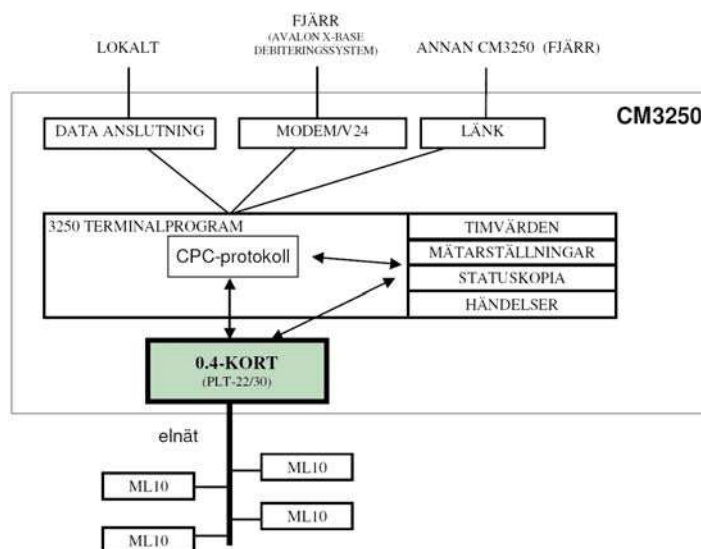 LOKALT
FJÄRR
(AVALON X-BASE
DEBITERINGSSYSTEM)
ANNAN CM3250 (FJÄRR)
CM3250
DATA ANSLUTNING
MODEM/V24
LÄNK
3250 TERMINALPROGRAM
CPC-protokoll
TIMVÄRDEN
MÄTARSTÄLLNINGAR
STATUSKOPIA
HÄNDELSER
0.4-KORT
(PLT-22/30)
elnät
ML10
ML10
ML10
ML10